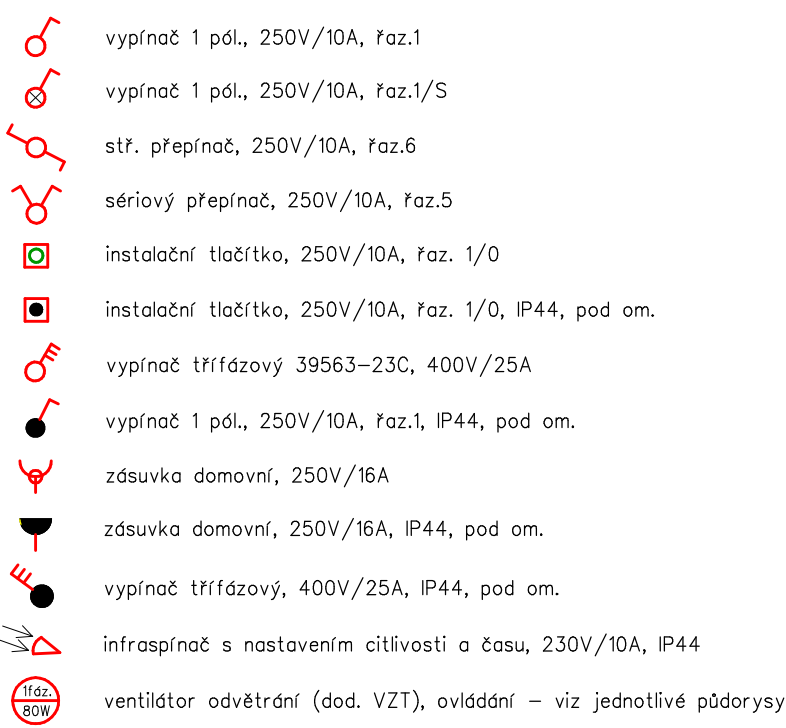 vypínač 1 pól., 250V/10A, řaz.1
vypínač 1 pól., 250V/10A, řaz.1/S
stř. přepínač, 250V/10A, řaz.6
sériový přepínač, 250V/10A, řaz.5
instalační tlačítko, 250V/10A, řaz. 1/0
instalační tlačítko, 250V/10A, řaz. 1/0, IP44, pod om.
vypínač třífázový 39563-23C, 400V/25A
vypínač 1 pól., 250V/10A, řaz.1, IP44, pod om.
zásuvka domovní, 250V/16A
zásuvka domovní, 250V/16A, IP44, pod om.
vypínač třífázový, 400V/25A, IP44, pod om.
infraspínač s nastavením citlivosti a času, 230V/10A, IP44
1fáz.
80W
ventilátor odvětrání (dod. VZT), ovládání – viz jednotlivé půdorysy